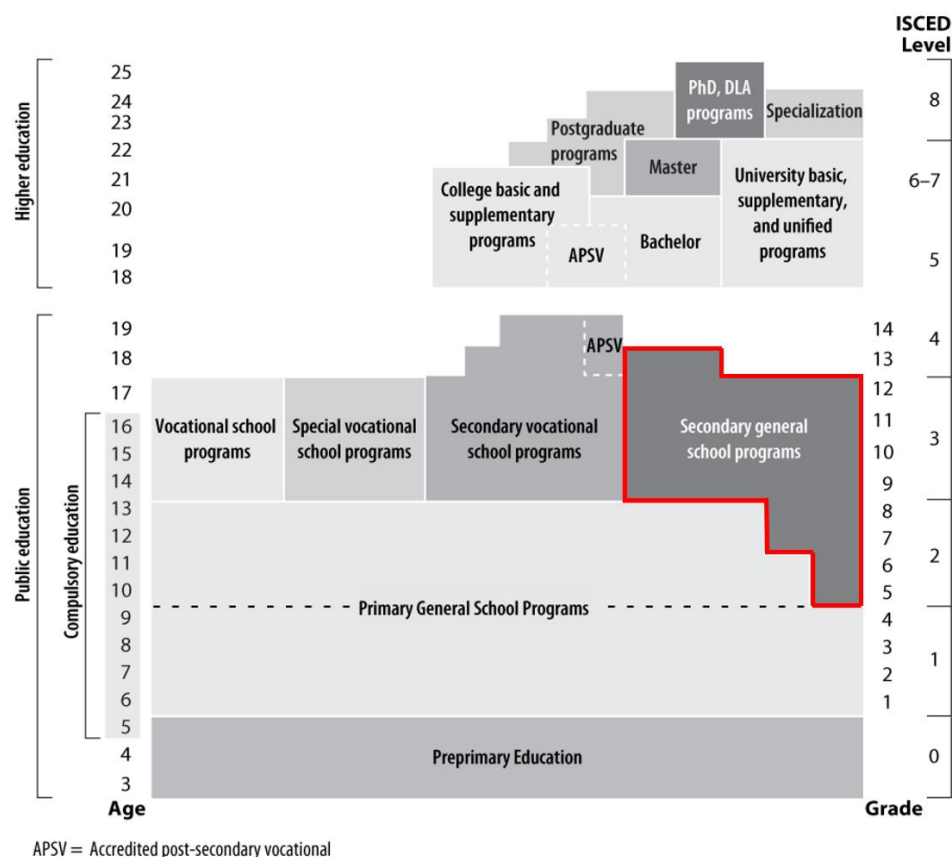 ISCED
Level
Higher education
25
24
23
22
21
20
19
18
PhD, DLA
programs
Specialization
Postgraduate
programs
Master
College basic and
supplementary
programs
University basic,
supplementary,
and unified
programs
APSV
Bachelor
8
6–7
5
Public education
Compulsory education
19
18
17
16
15
14
13
12
11
10
9
8
7
6
5
4
3
Age
APSV
Vocational school
programs
Special vocational
school programs
Secondary vocational
school programs
Secondary general
school programs
Primary General School Programs
Preprimary Education
14
13
12
11
10
9
8
7
6
5
4
3
2
1
Grade
4
3
2
1
0
APSV = Accredited post-secondary vocational